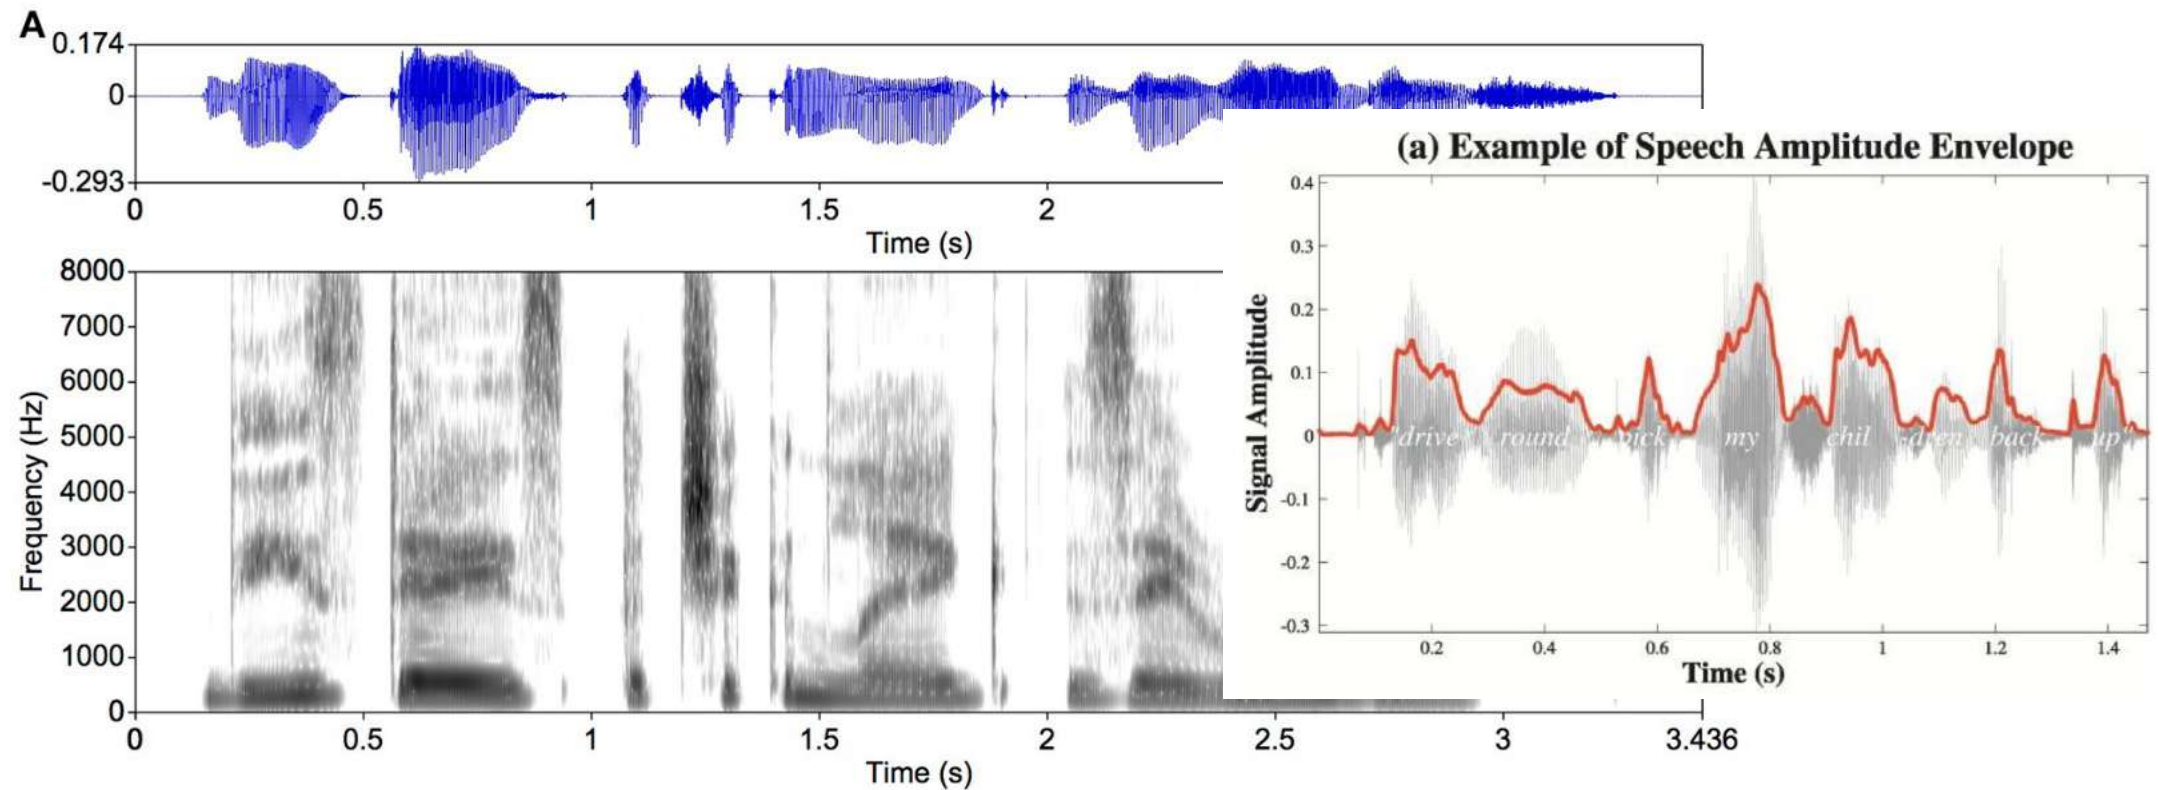 A
0.174
0
-0.293
0 0.5 1 1.5 2
Time (s)
8000
7000
6000
5000
4000
3000
2000
1000
0
Frequency (Hz)
0 0.5 1 1.5 2 2.5 3 3.436
Time (s)
(a) Example of Speech Amplitude Envelope
0.4
0.3
0.2
0.1
0
-0.1
-0.2
-0.3
Signal Amplitude
drive round pick my chil -dren back up
0.2 0.4 0.6 0.8 1 1.2 1.4
Time (s)